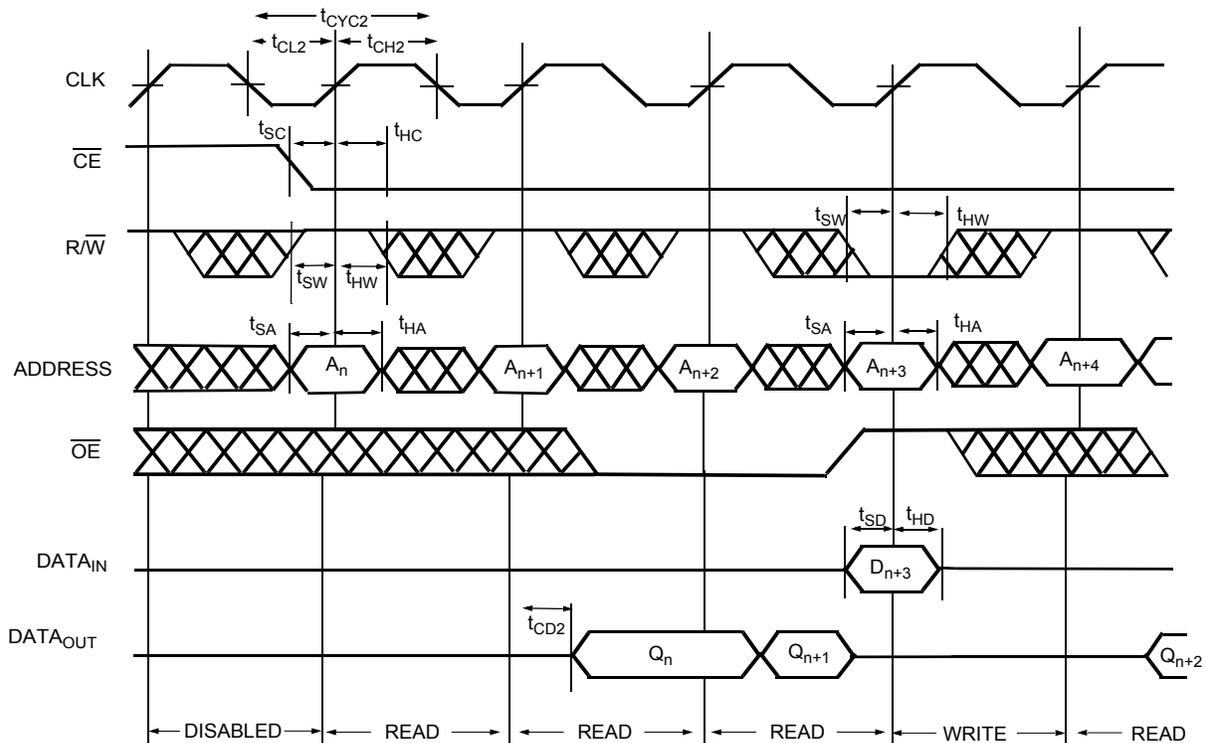 tCYC2
tCL2 tCH2
CLK
tSC tHC
CE
tSW tHW
R/W
tSW tHW
tSA tHA tSA tHA
ADDRESS An An+1 An+2 An+3 An+4
OE
tSD tHD
DATAIN Dn+3
tCD2
DATAOUT Qn Qn+1 Qn+2
DISABLED READ READ READ WRITE READ